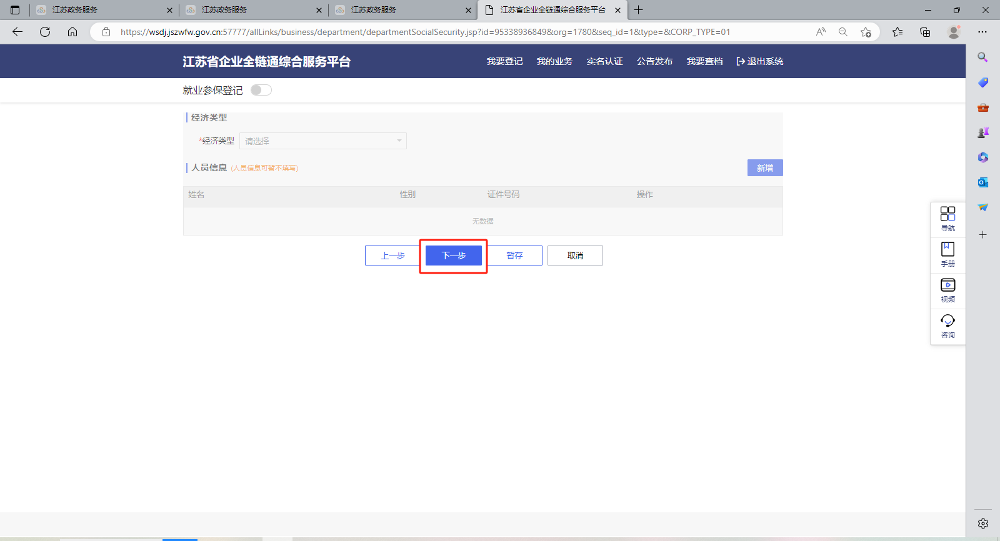 江苏政务服务
江苏政务服务
江苏政务服务
江苏省企业全链通综合服务平台
https://wsdj.jszwfw.gov.cn:57777/allLinks/business/department/departmentSocialSecurity.jsp?id=95338936849&org=1780&seq_id=1&type=&CORP_TYPE=01
江苏省企业全链通综合服务平台
我要登记 我的业务 实名认证 公告发布 我要查档 退出系统
就业参保登记
经济类型
*经济类型 请选择
人员信息 (人员信息可暂不填写) 新增
姓名 性别 证件号码 操作
无数据
上一步 下一步 暂存 取消
导航
手册
视频
咨询